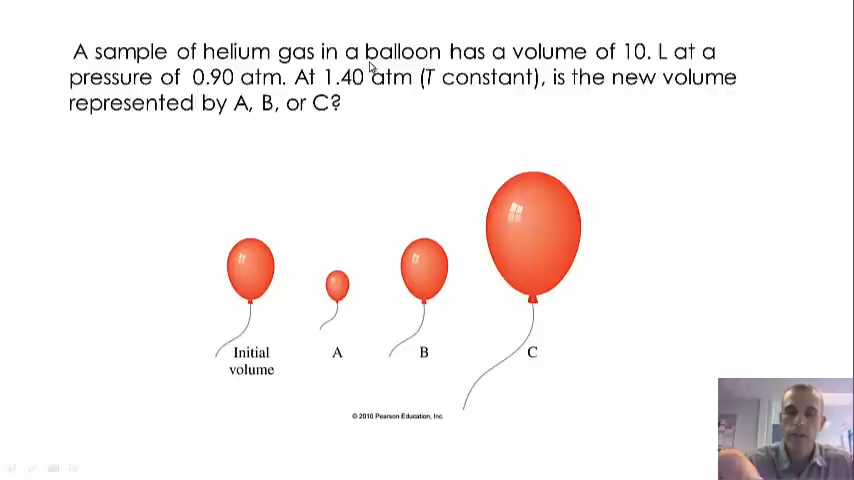 A sample of helium gas in a balloon has a volume of 10. L at a
pressure of 0.90 atm. At 1.40 atm (T constant), is the new volume
represented by A, B, or C?
Initial
volume
A
B
C
© 2010 Pearson Education, Inc.